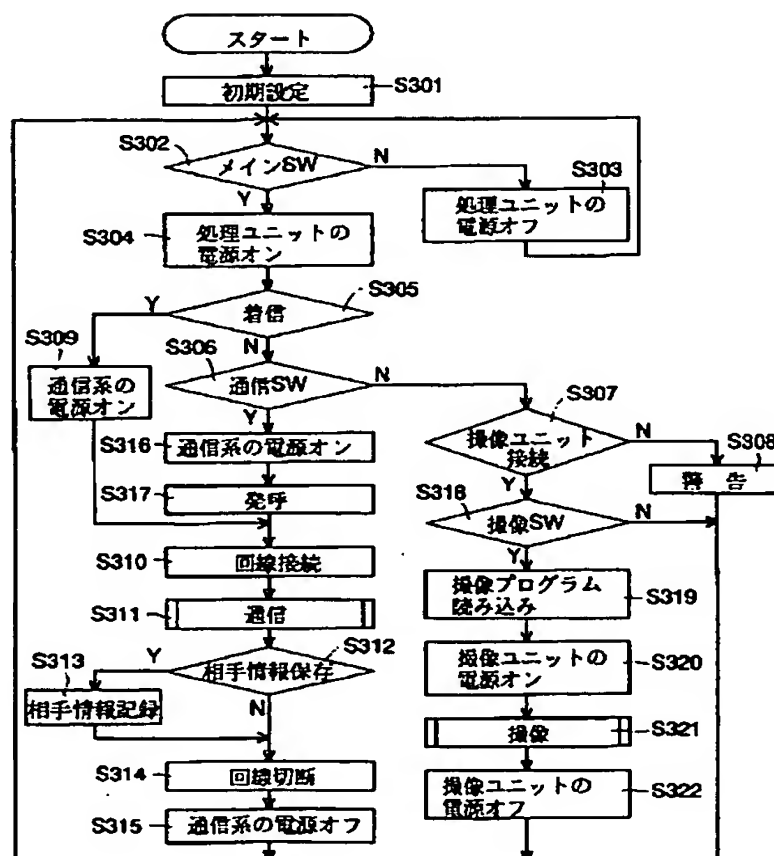 スタート
初期設定
S301
S302
メインSW
N
Y
S303
処理ユニットの
電源オフ
S304
処理ユニットの
電源オン
S305
着信
Y
N
S309
通信系の
電源オン
S306
通信SW
N
Y
S307
撮像ユニット
接続
N
Y
S308
警告
S316
通信系の電源オン
S317
発呼
S318
撮像SW
N
Y
S310
回線接続
S319
撮像プログラム
読み込み
S311
通信
S312
相手情報保存
Y
N
S313
相手情報記録
S320
撮像ユニットの
電源オン
S321
撮像
S314
回線切断
S322
撮像ユニットの
電源オフ
S315
通信系の電源オフ